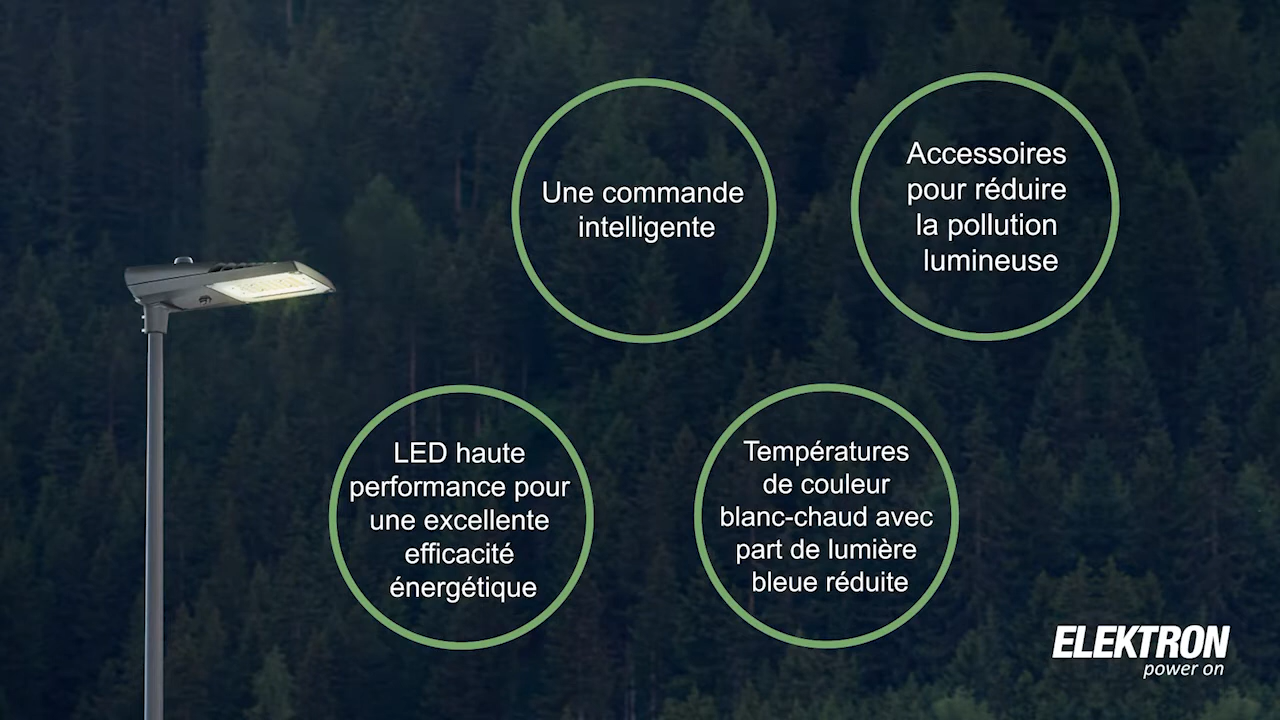 Une commande
intelligente
Accessoires
pour réduire
la pollution
lumineuse
LED haute
performance pour
une excellente
efficacité
énergétique
Températures
de couleur
blanc-chaud avec
part de lumière
bleue réduite
ELEKTRON
power on